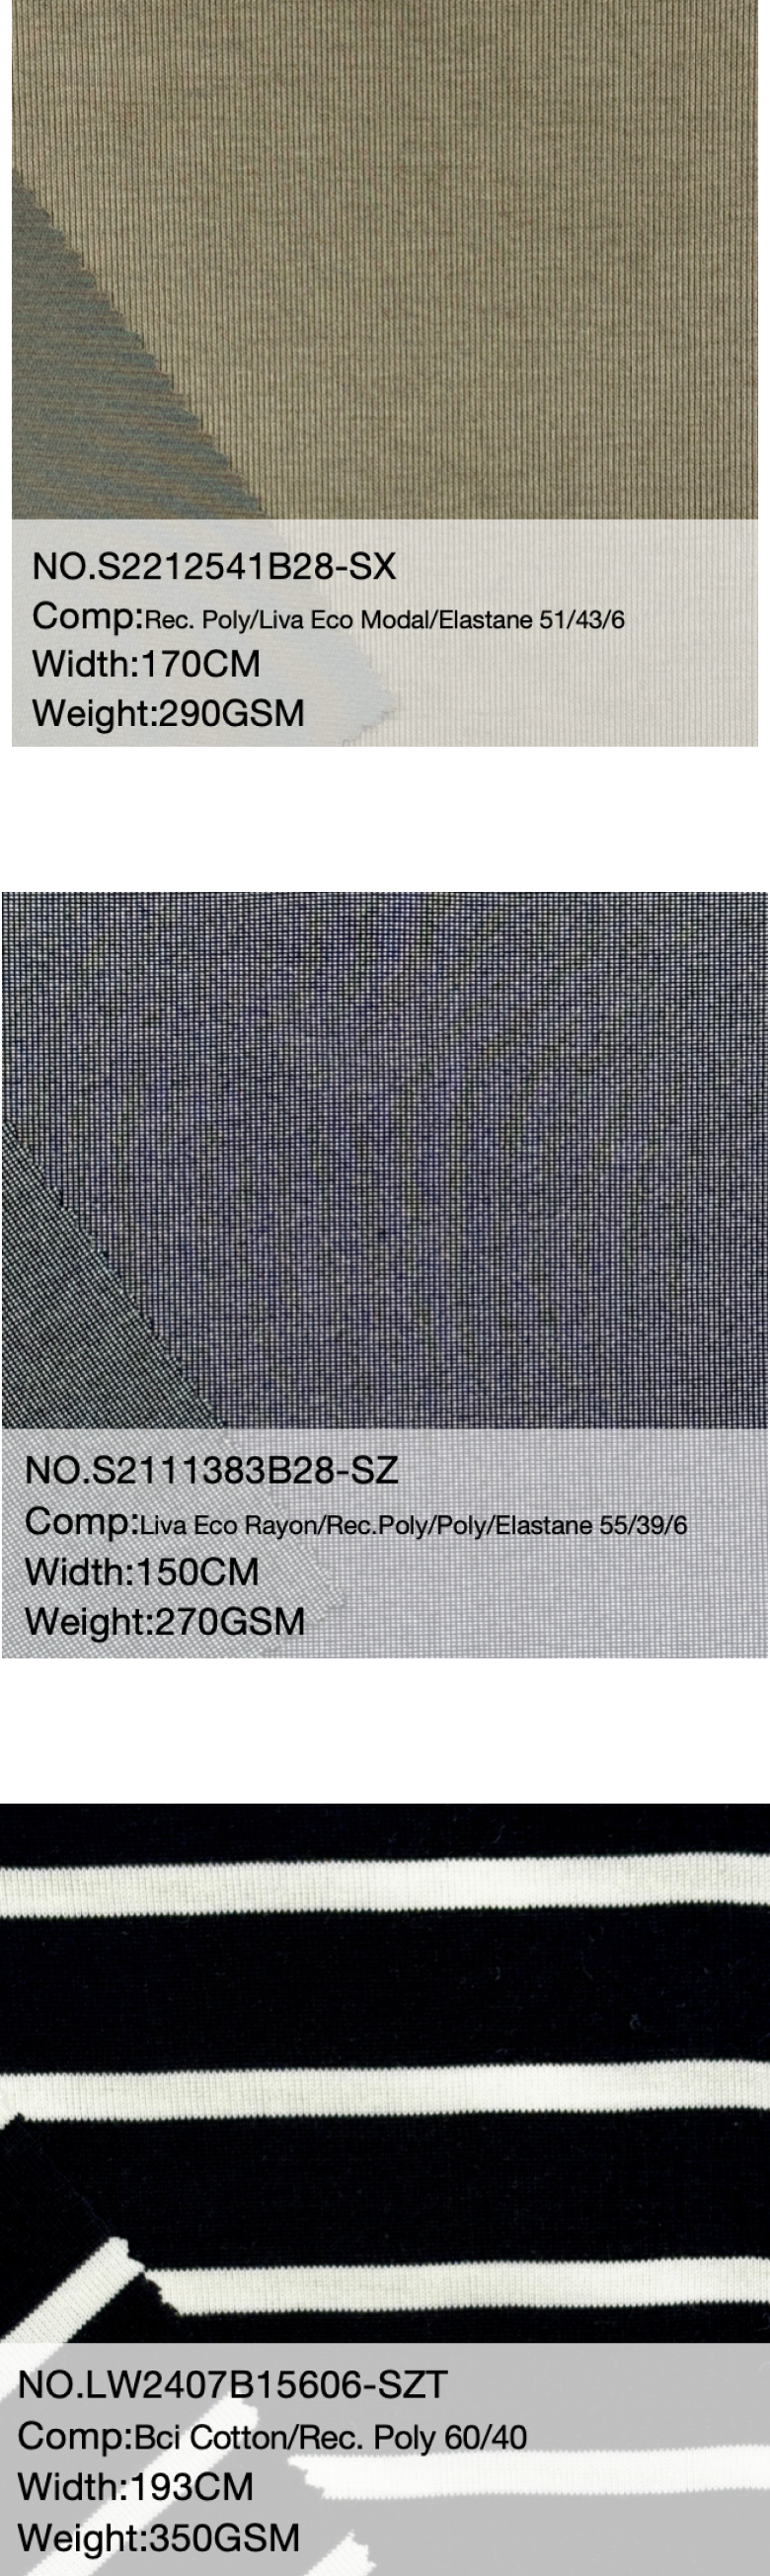 NO.S2212541B28-SX
Comp:Rec. Poly/Liva Eco Modal/Elastane 51/43/6
Width:170CM
Weight:290GSM
NO.S2111383B28-SZ
Comp:Liva Eco Rayon/Rec.Poly/Poly/Elastane 55/39/6
Width:150CM
Weight:270GSM
NO.LW2407B15606-SZT
Comp:Bci Cotton/Rec. Poly 60/40
Width:193CM
Weight:350GSM